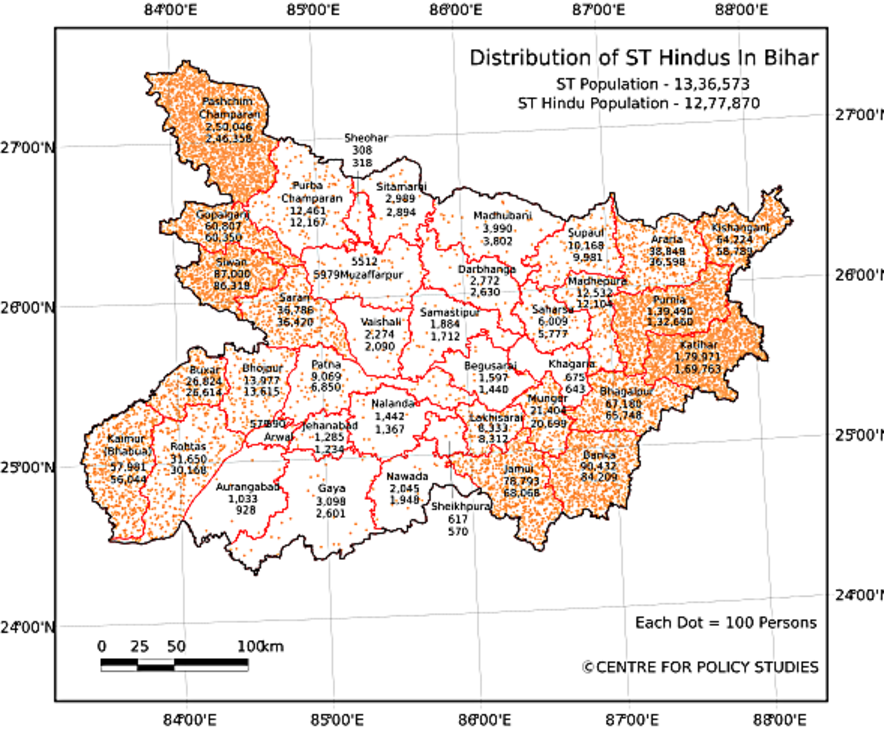 84°00'E 85°00'E 86°00'E 87°00'E 88°00'E
Distribution of ST Hindus In Bihar
ST Population - 13,36,573
ST Hindu Population - 12,77,870
27°00'N
27°00'N
26°00'N
26°00'N
25°00'N
25°00'N
24°00'N
24°00'N
Pashchim
Champaran
2,50,046
2,46,358
Sheohar
308
318
Purba
Champaran
12,461
12,167
Sitamarhi
2,989
2,894
Gopalganj
60,807
60,350
Madhubani
3,990
3,802
Supaul
10,168
9,981
Araria
38,848
36,598
Kishanganj
64,224
58,789
Siwan
87,000
86,318
5512
5979Muzaffarpur
Darbhanga
2,772
2,630
Madhepura
12,532
12,104
Saran
36,786
36,420
Vaishali
2,274
2,090
Samastipur
1,884
1,712
Saharsa
6,009
5,777
Purnia
1,39,490
1,32,660
Katihar
1,79,971
1,69,763
Buxar
26,824
26,614
Bhojpur
13,977
13,615
Patna
9,069
6,850
Begusarai
1,597
1,440
Khagaria
675
643
Munger
21,404
20,699
Bhagalpur
67,180
65,748
Nalanda
1,442
1,367
Lakhisarai
8,333
8,312
Arwal
Jehanabad
1,285
1,234
Kaimur
(Bhabua)
57,981
56,044
Rohtas
31,650
30,168
Banka
90,432
84,209
Jamui
78,793
68,068
Aurangabad
1,033
928
Gaya
3,098
2,601
Nawada
2,045
1,948
Sheikhpura
617
570
0 25 50 100km
Each Dot = 100 Persons
©CENTRE FOR POLICY STUDIES
84°00'E 85°00'E 86°00'E 87°00'E 88°00'E